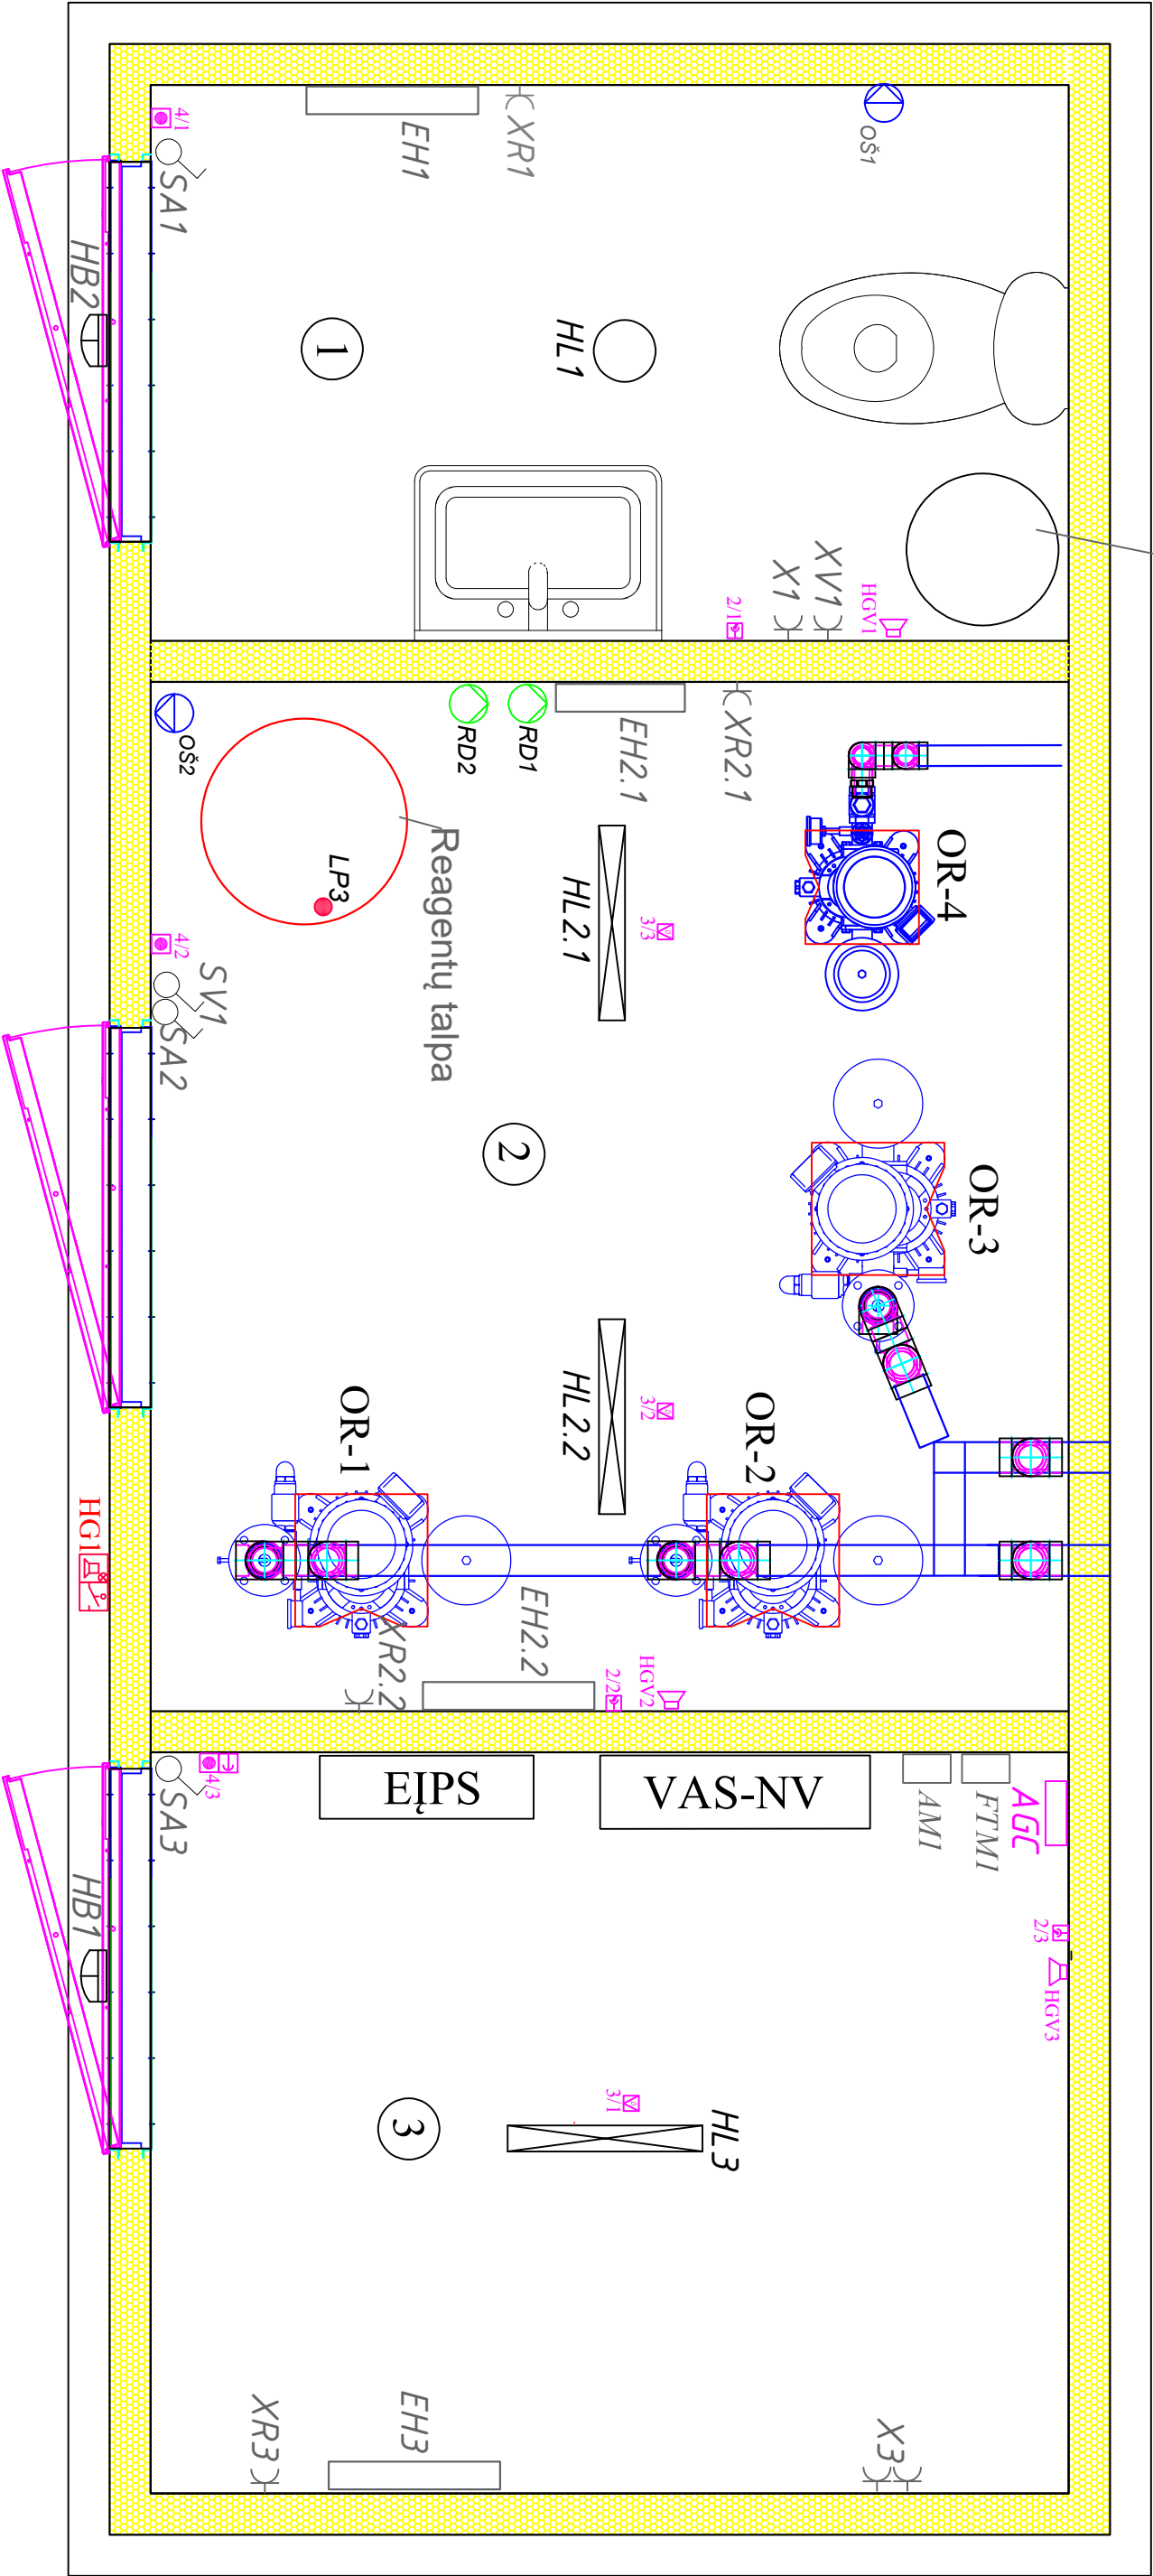 4/1
SA1
HB2
EH1
XR1
OŠ1
1
HL1
XV1
X1
HGV1
2/1
OŠ2
RD2
RD1
EH2.1
XR2.1
LP3
Reagentų talpa
HL2.1
3/3
OR-4
4/2
SV1
SA2
2
OR-3
HL2.2
3/2
OR-1
OR-2
HG1
XR2.2
EH2.2
2/2
HGV2
4/3
SA3
HB1
EĮPS
VAS-NV
AMI
FTMI
AGC
2/3
HGV3
3
3/1
HL3
XR3
EH3
X3